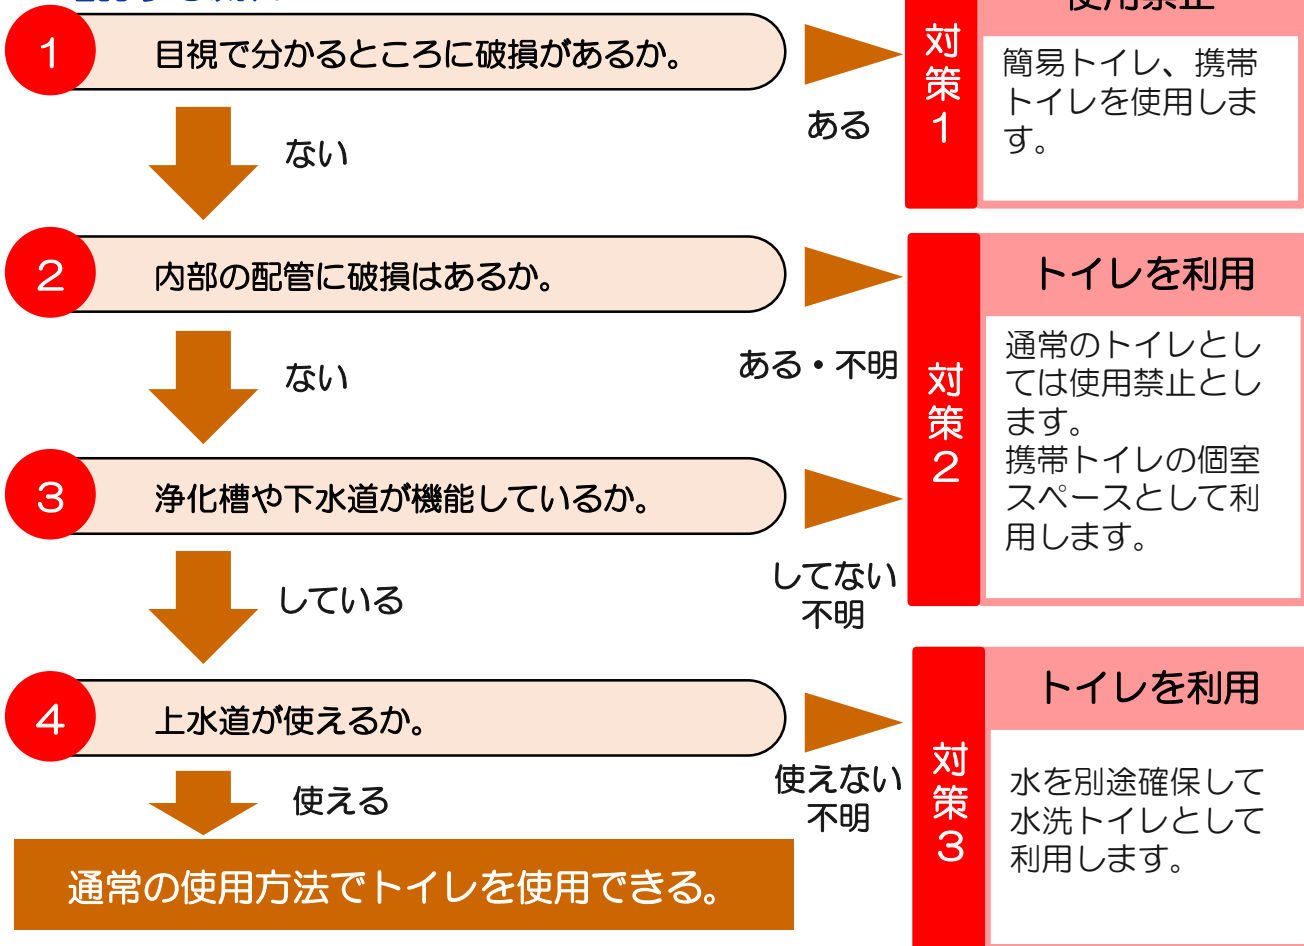 使用禁止
1
目視で分かるところに破損があるか。
ある
ない
対策1
簡易トイレ、携帯
トイレを使用しま
す。
2
内部の配管に破損はあるか。
ある・不明
ない
対策2
トイレを利用
通常のトイレとし
ては使用禁止とし
ます。
携帯トイレの個室
スペースとして利
用します。
3
浄化槽や下水道が機能しているか。
してない
不明
している
4
上水道が使えるか。
使えない
不明
使える
対策3
トイレを利用
水を別途確保して
水洗トイレとして
利用します。
通常の使用方法でトイレを使用できる。